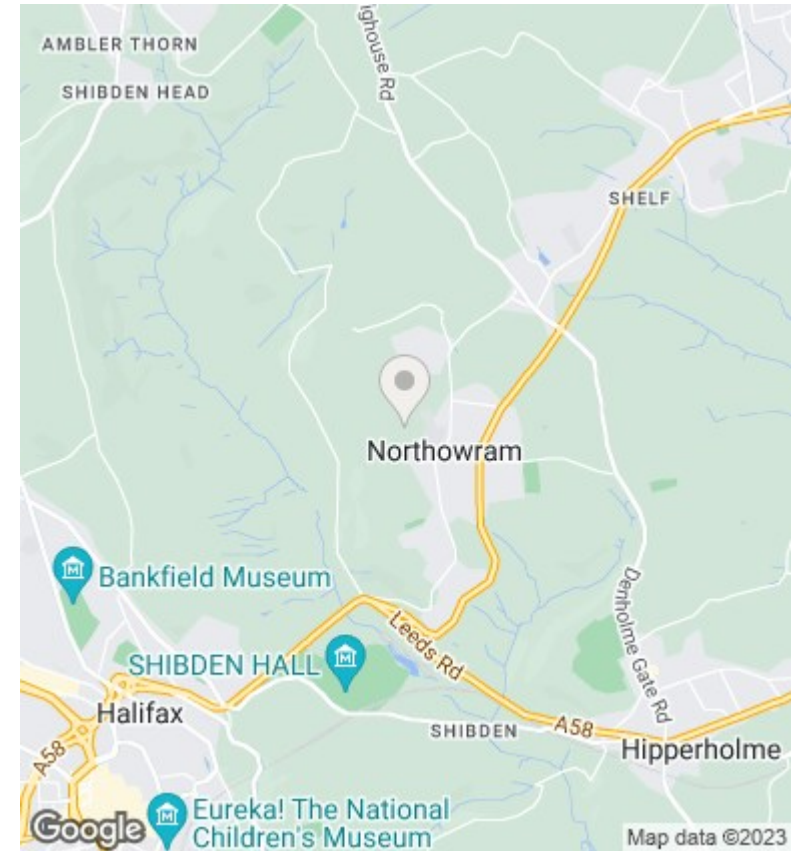 AMBLER THORN
SHIBDEN HEAD
ighouse Rd
SHELF
Northowram
Bankfield Museum
Denholme Gate Rd
Leeds Rd
SHIBDEN HALL
Halifax
SHIBDEN
A58
Hipperholme
A58
Eureka! The National
Children's Museum
Google
Map data ©2023